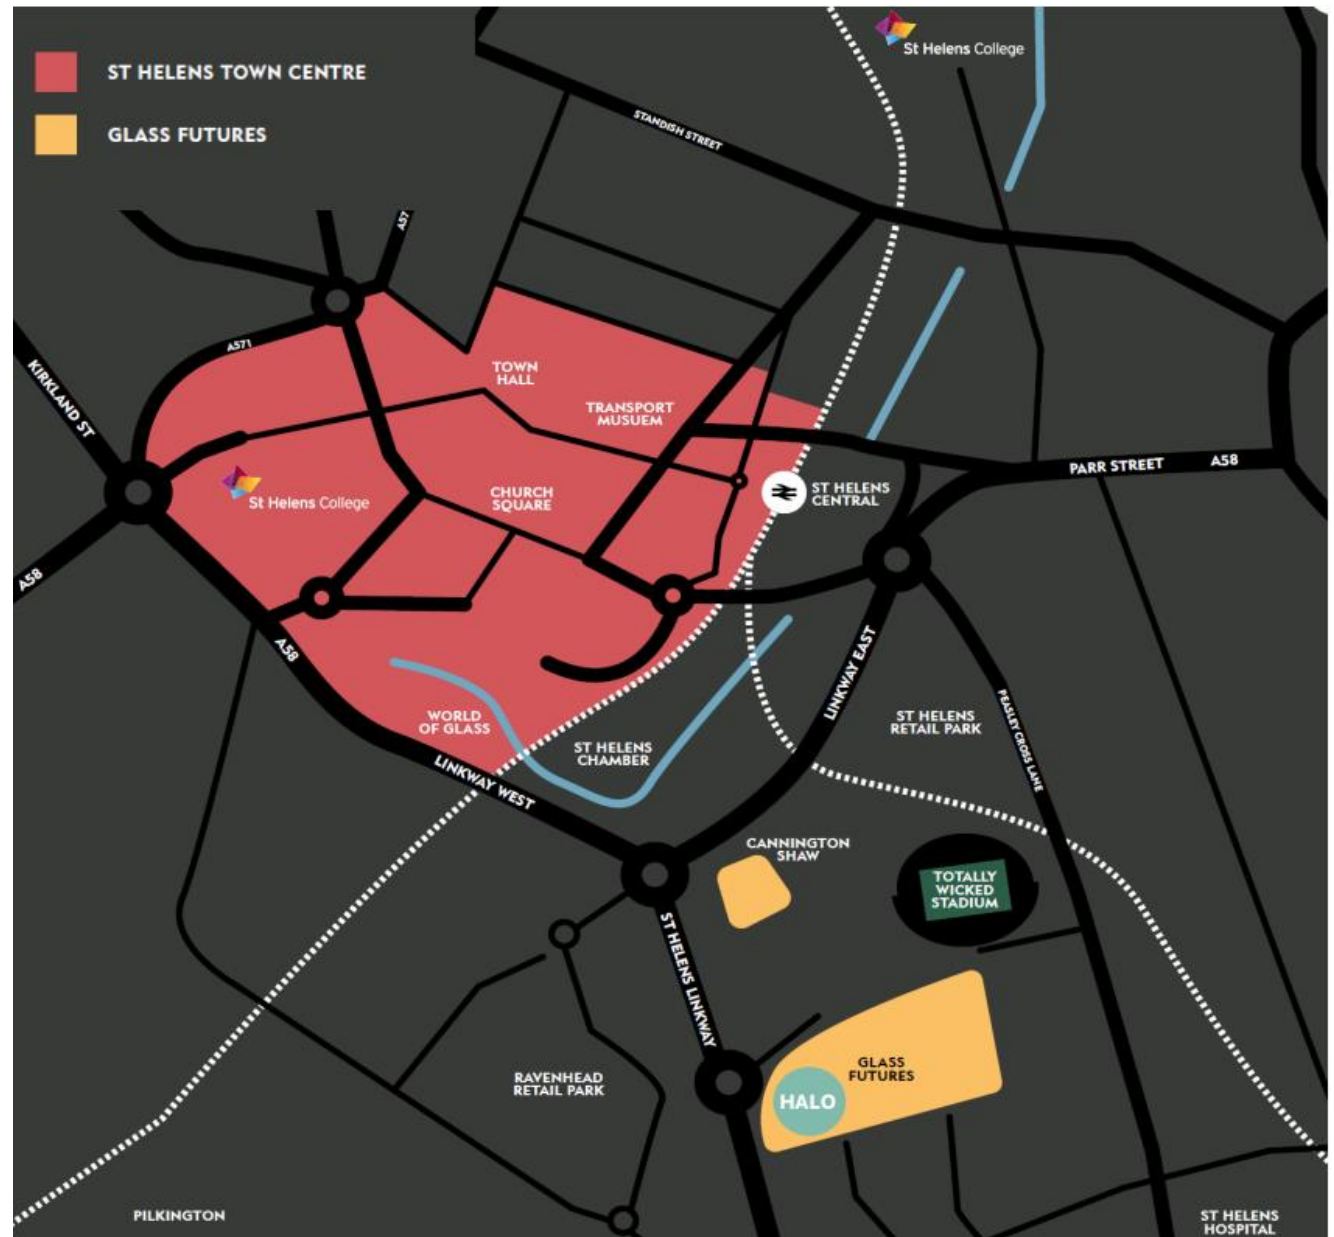 ST HELENS TOWN CENTRE
GLASS FUTURES
St Helens College
STANDISH STREET
A57
A571
KIRKLAND ST
TOWN
HALL
TRANSPORT
MUSUEM
PARR STREET
A58
St Helens College
CHURCH
SQUARE
ST HELENS
CENTRAL
A58
A58
LINKWAY EAST
PEASLEY CROSS LANE
WORLD
OF GLASS
ST HELENS
CHAMBER
ST HELENS
RETAIL PARK
LINKWAY WEST
CANNINGTON
SHAW
TOTALLY
WICKED
STADIUM
ST HELENS LINKWAY
GLASS
FUTURES
HALO
RAVENHEAD
RETAIL PARK
PILKINGTON
ST HELENS
HOSPITAL